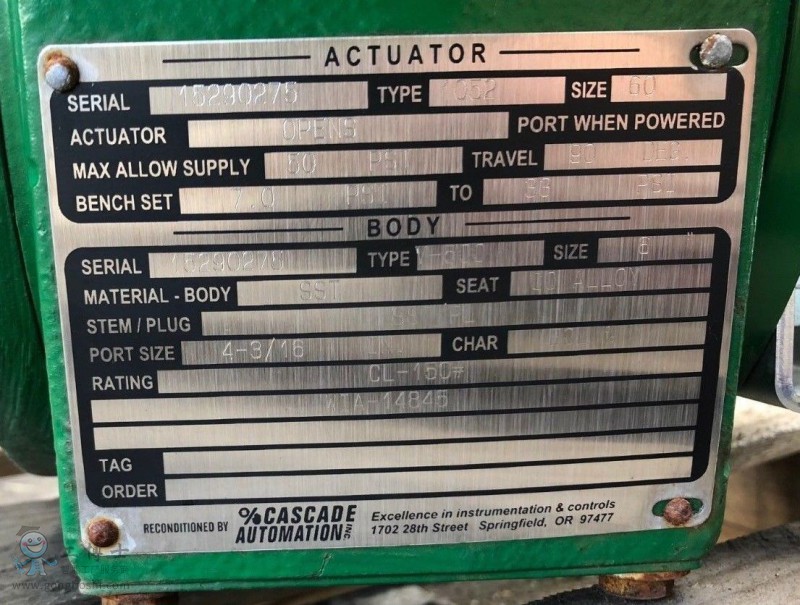 ACTUATOR
SERIAL 15290275 TYPE 1052 SIZE 60
ACTUATOR OPENS PORT WHEN POWERED
MAX ALLOW SUPPLY 50 PSI TRAVEL 90 DEG.
BENCH SET 7.0 PSI TO PSI
BODY
SERIAL TYPE SIZE 6 "
MATERIAL - BODY SST SEAT ALLOY
STEM / PLUG
PORT SIZE 4-3/16 CHAR
RATING CL-150#
WIA-14846
TAG
ORDER
RECONDITIONED BY % CASCADE AUTOMATION INC
Excellence in instrumentation & controls
1702 28th Street Springfield, OR 97477